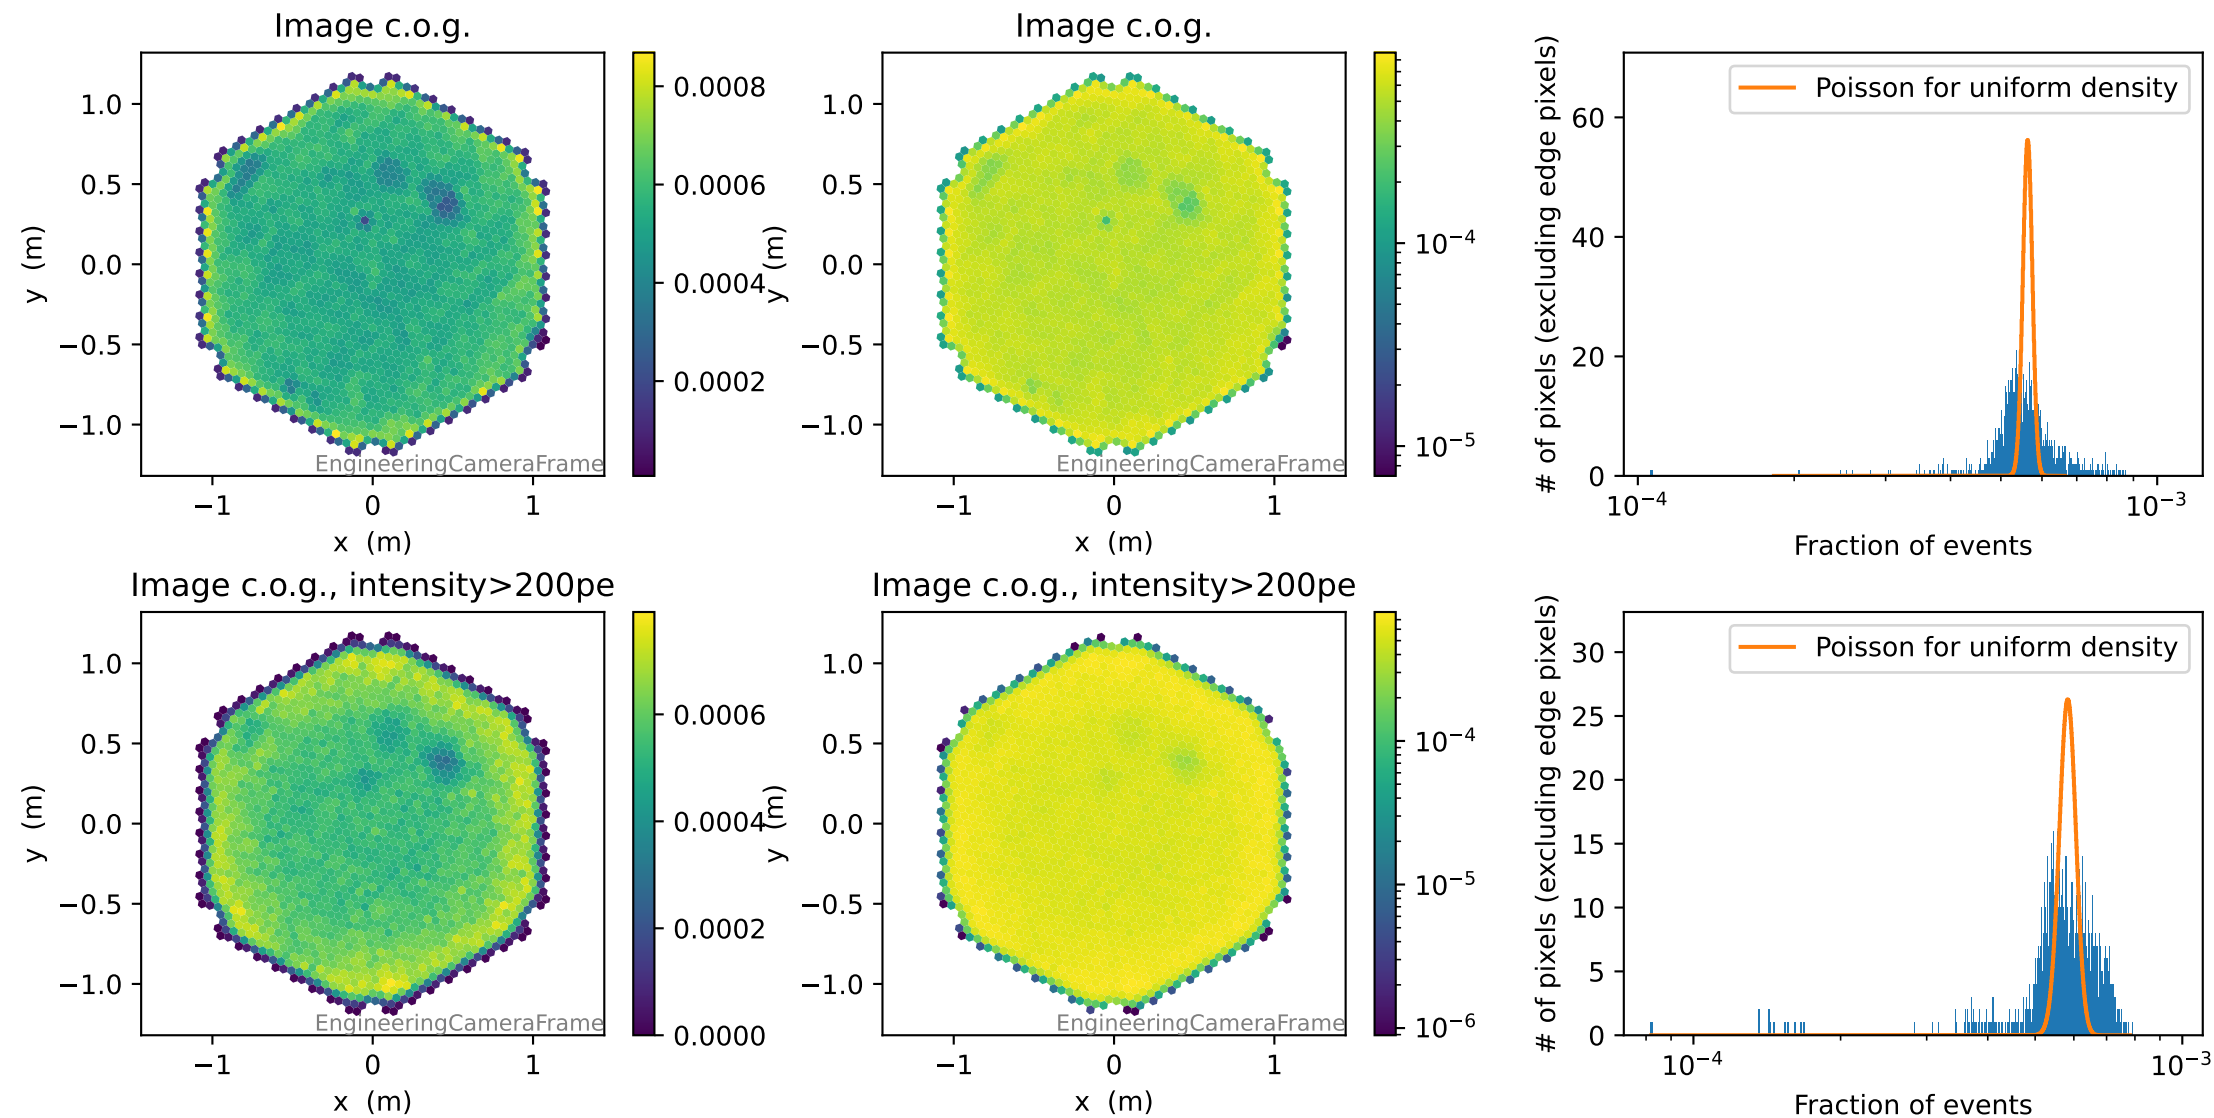 Image c.o.g.
y (m)
1.0
0.5
0.0
−0.5
−1.0
−1
0
1
x (m)
EngineeringCameraFrame
0.0008
0.0006
0.0004
0.0002
Image c.o.g.
y (m)
1.0
0.5
0.0
−0.5
−1.0
−1
0
1
x (m)
EngineeringCameraFrame
10−4
10−5
# of pixels (excluding edge pixels)
60
40
20
0
Poisson for uniform density
10−4
10−3
Fraction of events
Image c.o.g., intensity>200pe
y (m)
1.0
0.5
0.0
−0.5
−1.0
−1
0
1
x (m)
EngineeringCameraFrame
0.0006
0.0004
0.0002
0.0000
Image c.o.g., intensity>200pe
y (m)
1.0
0.5
0.0
−0.5
−1.0
−1
0
1
x (m)
EngineeringCameraFrame
10−4
10−5
10−6
# of pixels (excluding edge pixels)
30
25
20
15
10
5
0
Poisson for uniform density
10−4
10−3
Fraction of events